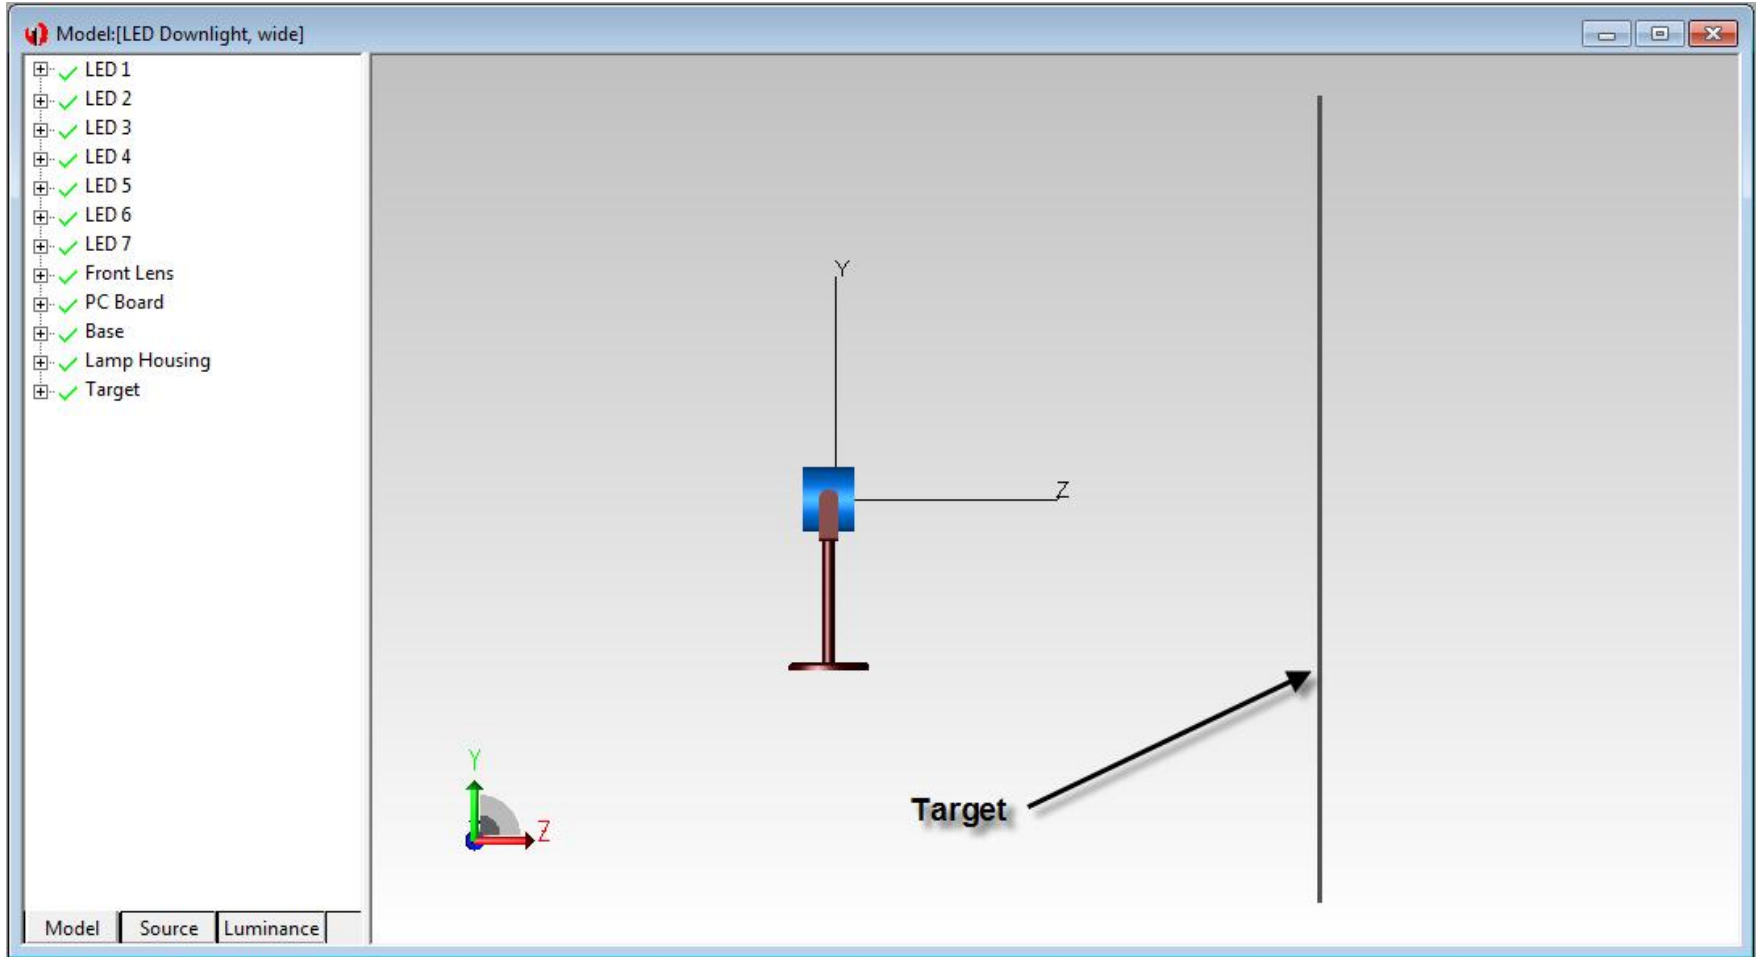 Model:[LED Downlight, wide]
LED 1
LED 2
LED 3
LED 4
LED 5
LED 6
LED 7
Front Lens
PC Board
Base
Lamp Housing
Target
Y
Z
Y
Z
Target
Model Source Luminance